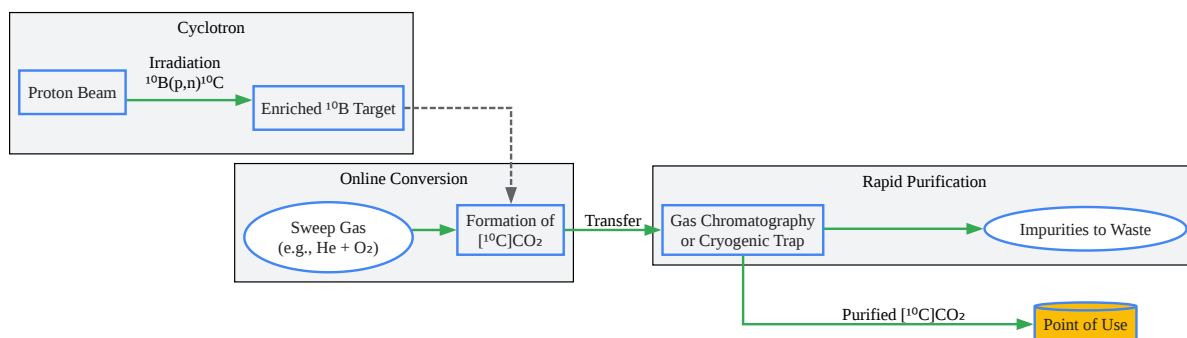 Cyclotron
Proton Beam
Irradiation
¹⁰B(p,n)¹⁰C
Enriched ¹⁰B Target
Online Conversion
Sweep Gas
(e.g., He + O₂)
Formation of
[¹⁰C]CO₂
Transfer
Rapid Purification
Gas Chromatography
or Cryogenic Trap
Impurities to Waste
Purified [¹⁰C]CO₂
Point of Use